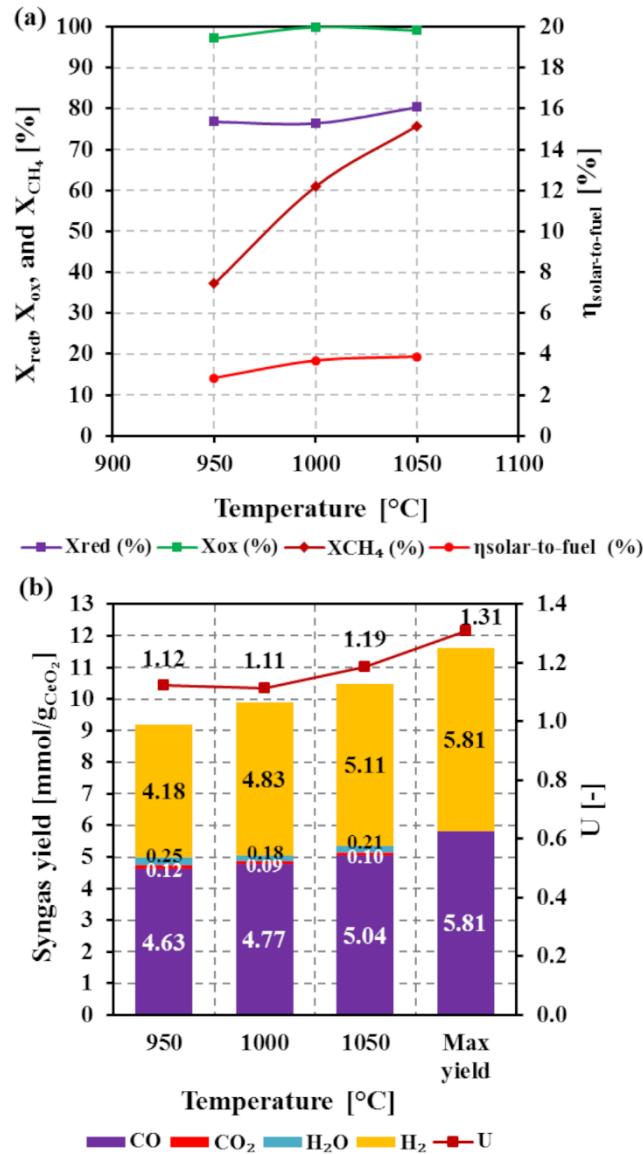 (a)
100
90
80
70
60
50
40
30
20
10
0
X_red, X_ox, and X_CH₄ [%]
20
18
16
14
12
10
8
6
4
2
0
η_solar-to-fuel [%]
900 950 1000 1050 1100
Temperature [°C]
Xred (%) Xox (%) XCH₄ (%) ηsolar-to-fuel (%)
(b)
13
12
11
10
9
8
7
6
5
4
3
2
1
0
Syngas yield [mmol/g_CeO₂]
1.4
1.2
1.0
0.8
0.6
0.4
0.2
0.0
U [-]
1.12 1.11 1.19 1.31
4.18 4.83 5.11 5.81
0.25 0.18 0.21
0.12 0.09 0.10
4.63 4.77 5.04 5.81
950 1000 1050 Max
yield
Temperature [°C]
CO CO₂ H₂O H₂ U